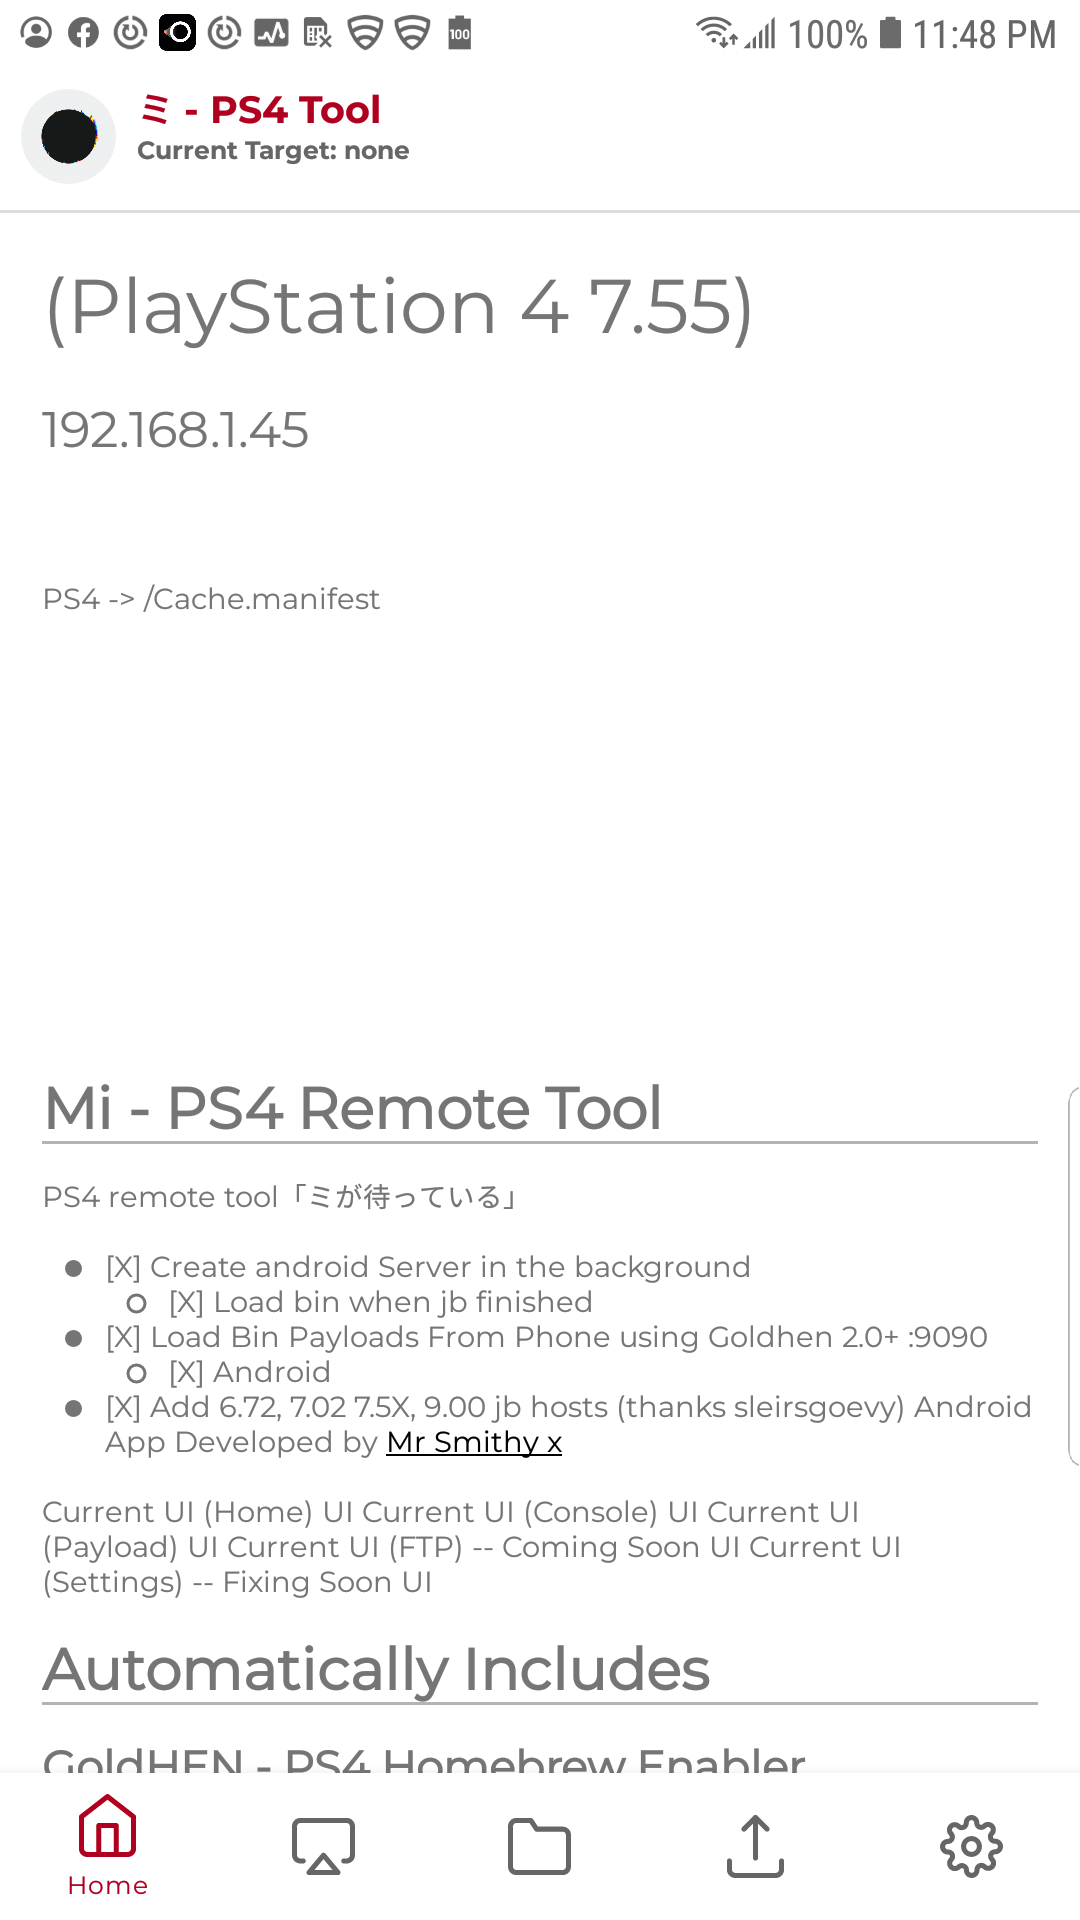 100% 11:48 PM
100
ミ - PS4 Tool
Current Target: none
(PlayStation 4 7.55)
192.168.1.45
PS4 -> /Cache.manifest
Mi - PS4 Remote Tool
PS4 remote tool「ミが待っている」
[X] Create android Server in the background
[X] Load bin when jb finished
[X] Load Bin Payloads From Phone using Goldhen 2.0+ :9090
[X] Android
[X] Add 6.72, 7.02 7.5X, 9.00 jb hosts (thanks sleirsgoevy) Android
App Developed by Mr Smithy x
Current UI (Home) UI Current UI (Console) UI Current UI
(Payload) UI Current UI (FTP) -- Coming Soon UI Current UI
(Settings) -- Fixing Soon UI
Automatically Includes
GoldHEN - PS4 Homebrew Enabler
Home